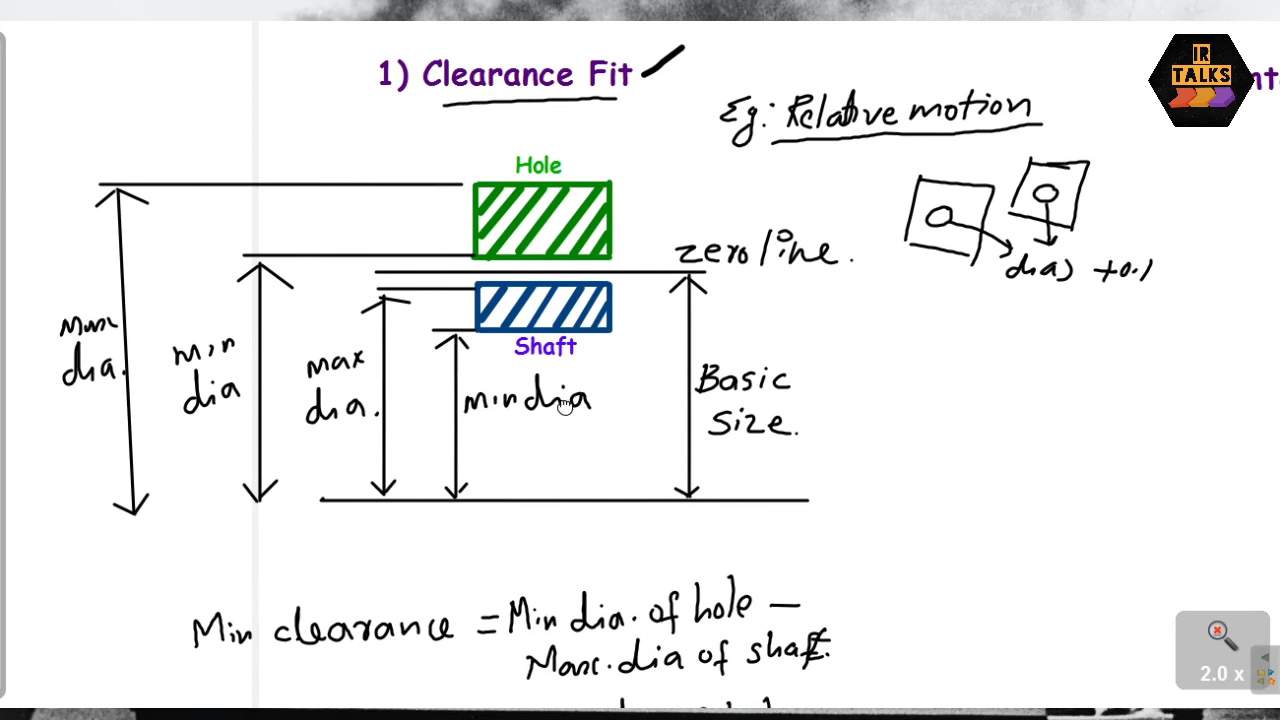 1) Clearance Fit
IR
TALKS
Eg: Relative motion
Hole
zero line.
dia) +0.1
Max
dia.
min
dia
max
dia.
Shaft
min dia
Basic
size.
Min clearance = Min dia. of hole —
Max. dia of shaft.
2.0 x